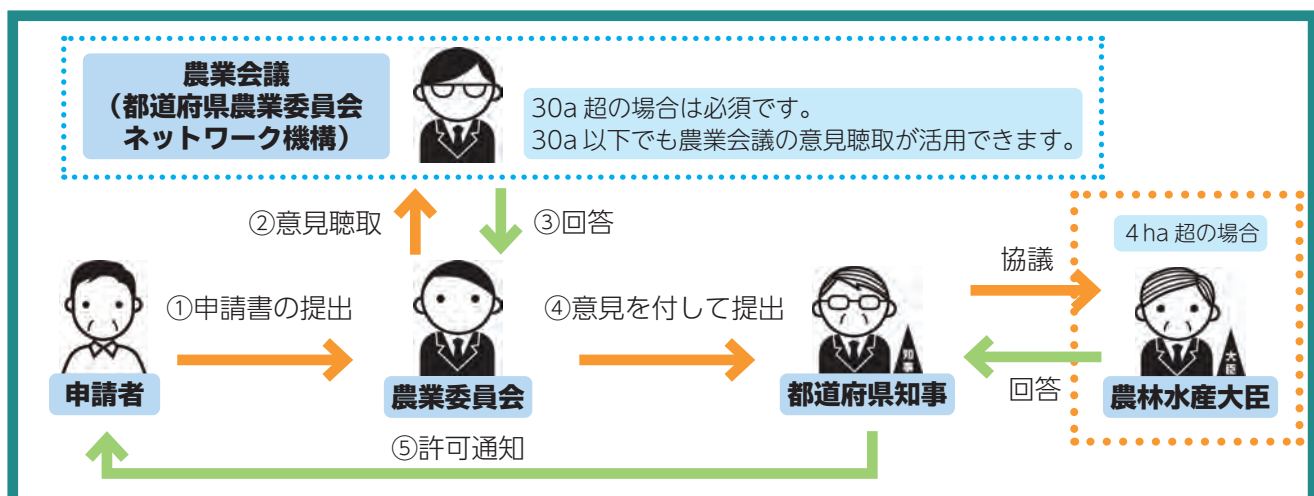 農業会議
（都道府県農業委員会
ネットワーク機構）
30a 超の場合は必須です。
30a 以下でも農業会議の意見聴取が活用できます。
②意見聴取
③回答
4ha 超の場合
協議
①申請書の提出
④意見を付して提出
知事
大臣
申請者
農業委員会
都道府県知事
回答
農林水産大臣
⑤許可通知